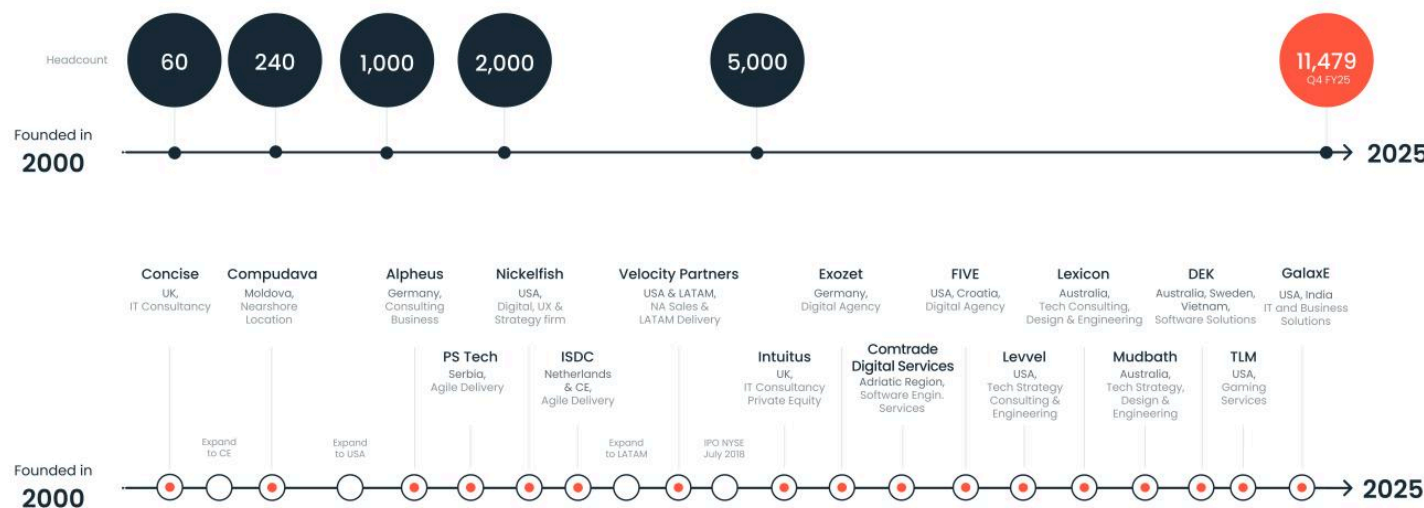 60
240
1,000
2,000
5,000
11,479
Q4 FY25
Headcount
Founded in
2000
2025
Concise
UK,
IT Consultancy
Compudava
Moldova,
Nearshore
Location
Alpheus
Germany,
Consulting
Business
Nickelfish
USA,
Digital, UX &
Strategy firm
Velocity Partners
USA & LATAM,
NA Sales &
LATAM Delivery
Exozet
Germany,
Digital Agency
FIVE
USA, Croatia,
Digital Agency
Lexicon
Australia,
Tech Consulting,
Design & Engineering
DEK
Australia, Sweden,
Vietnam,
Software Solutions
GalaxE
USA, India
IT and Business
Solutions
PS Tech
Serbia,
Agile Delivery
ISDC
Netherlands
& CE,
Agile Delivery
Intuitus
UK,
IT Consultancy
Private Equity
Comtrade
Digital Services
Adriatic Region,
Software Engin.
Services
Levvel
USA,
Tech Strategy
Consulting &
Engineering
Mudbath
Australia,
Tech Strategy,
Design &
Engineering
TLM
USA,
Gaming
Services
Expand
to CE
Expand
to USA
Expand
to LATAM
IPO NYSE
July 2018
Founded in
2000
2025